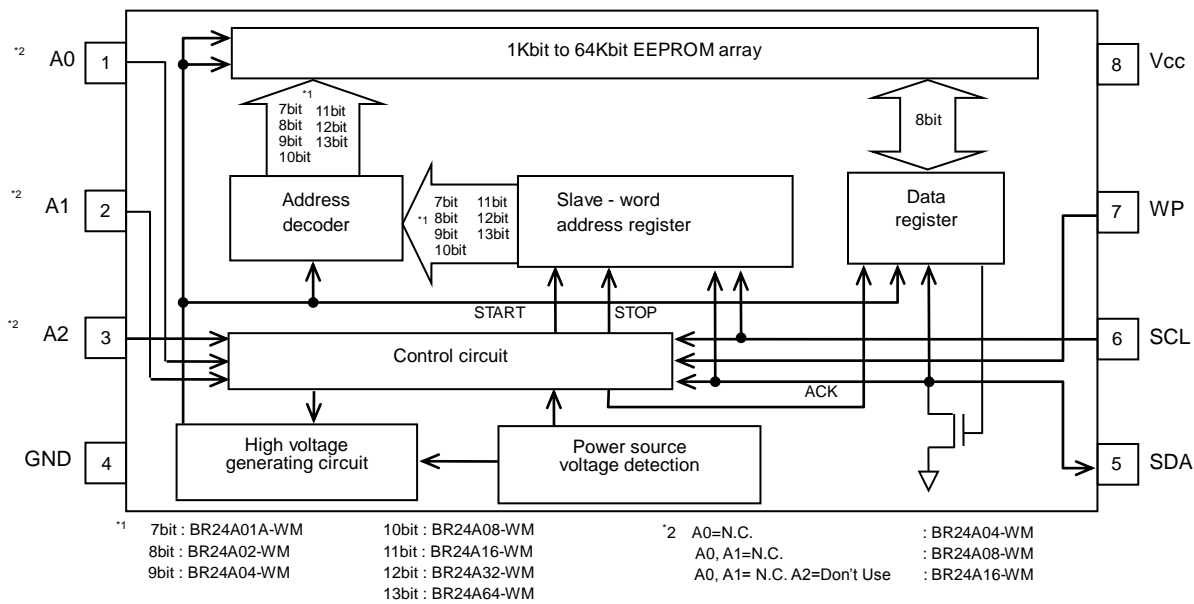 1Kbit to 64Kbit EEPROM array
*2 A0 1
8 Vcc
*1
7bit 11bit
8bit 12bit
9bit 13bit
10bit
8bit
*2 A1 2
Address
decoder
*1
7bit 11bit
8bit 12bit
9bit 13bit
10bit
Slave - word
address register
Data
register
7 WP
START STOP
*2 A2 3
Control circuit
6 SCL
ACK
GND 4
High voltage
generating circuit
Power source
voltage detection
5 SDA
*1 7bit : BR24A01A-WM
8bit : BR24A02-WM
9bit : BR24A04-WM
10bit : BR24A08-WM
11bit : BR24A16-WM
12bit : BR24A32-WM
13bit : BR24A64-WM
*2 A0=N.C. : BR24A04-WM
A0, A1=N.C. : BR24A08-WM
A0, A1= N.C. A2=Don't Use : BR24A16-WM